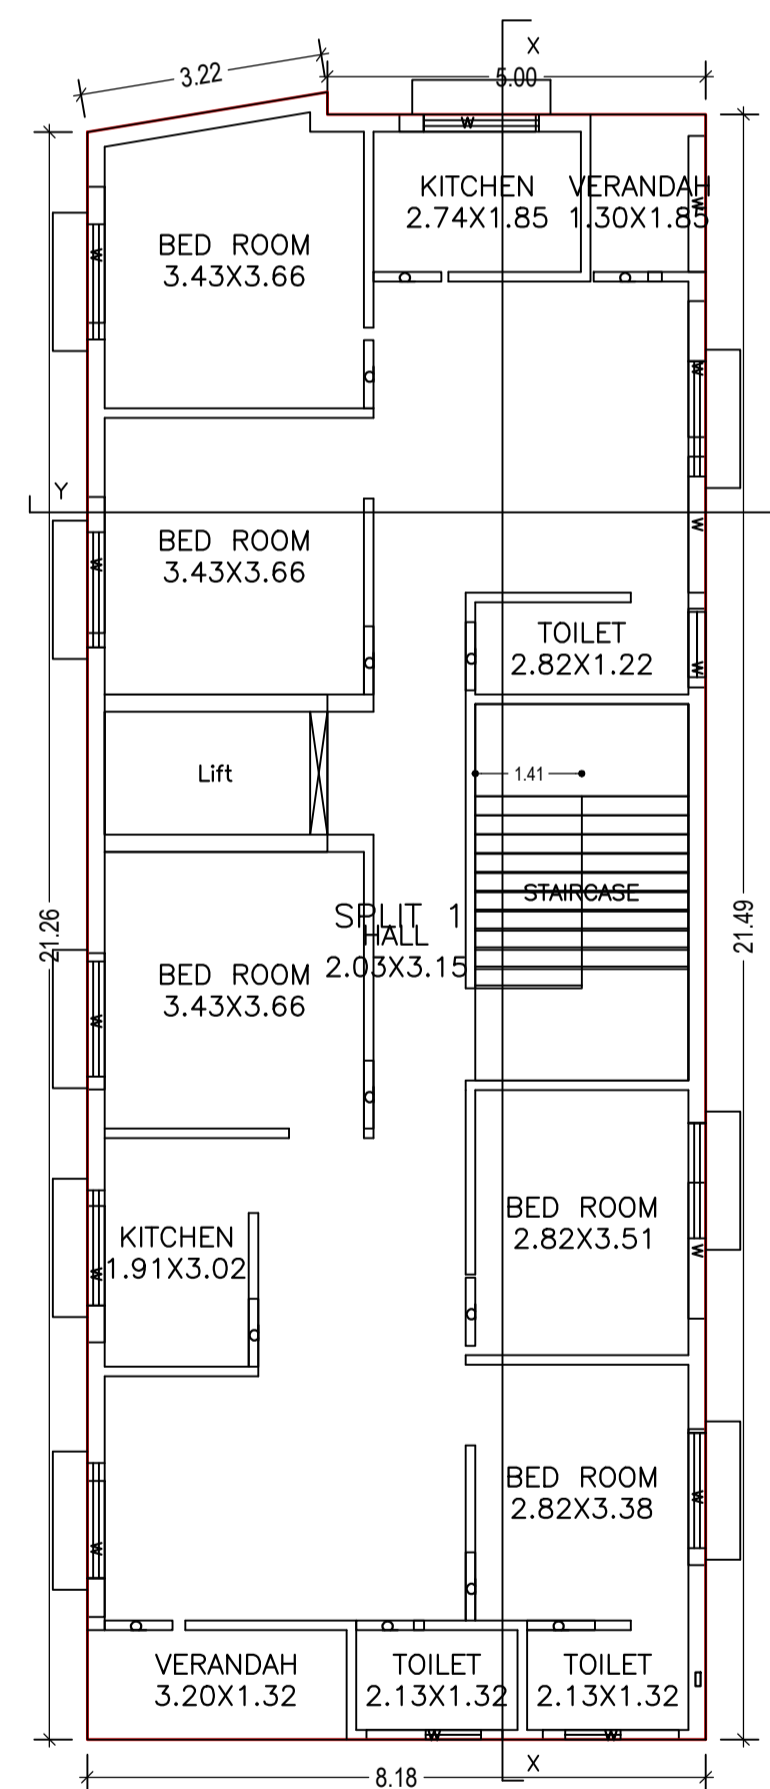 X
3.22
5.00
W
KITCHEN
2.74X1.85
VERANDAH
1.30X1.85
W
BED ROOM
3.43X3.66
W
D
D
W
D
Y
W
BED ROOM
3.43X3.66
W
TOILET
2.82X1.22
D
D
W
Lift
1.41
STAIRCASE
SPLIT 1
HALL
2.03X3.15
21.26
21.49
BED ROOM
3.43X3.66
W
D
BED ROOM
2.82X3.51
KITCHEN
1.91X3.02
W
W
D
D
BED ROOM
2.82X3.38
W
W
D
D
D
D
VERANDAH
3.20X1.32
TOILET
2.13X1.32
TOILET
2.13X1.32
W
W
X
8.18